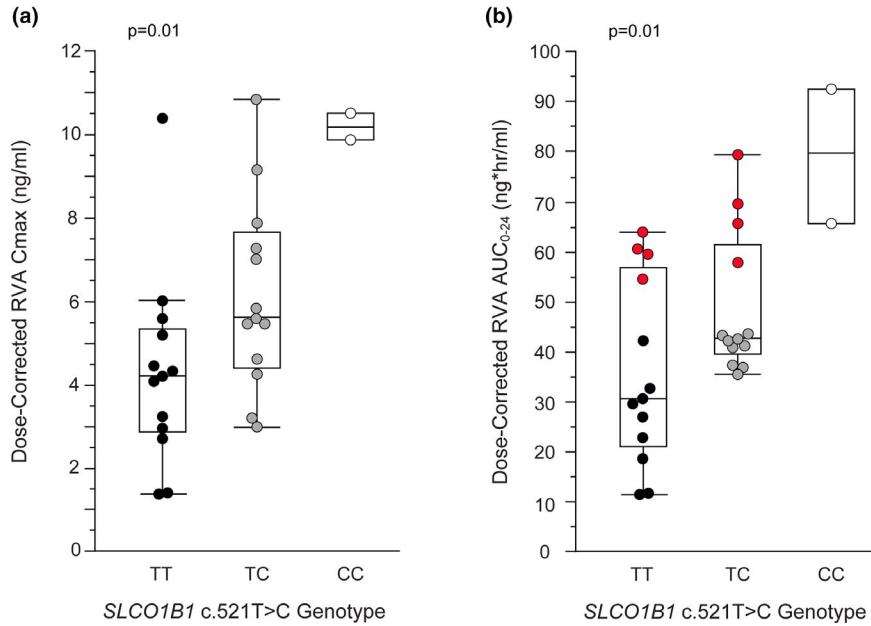 (a)
p=0.01
12
10
8
6
4
2
0
Dose-Corrected RVA Cmax (ng/ml)
TT TC CC
SLCO1B1 c.521T>C Genotype
(b)
p=0.01
100
90
80
70
60
50
40
30
20
10
0
Dose-Corrected RVA AUC0-24 (ng*hr/ml)
TT TC CC
SLCO1B1 c.521T>C Genotype